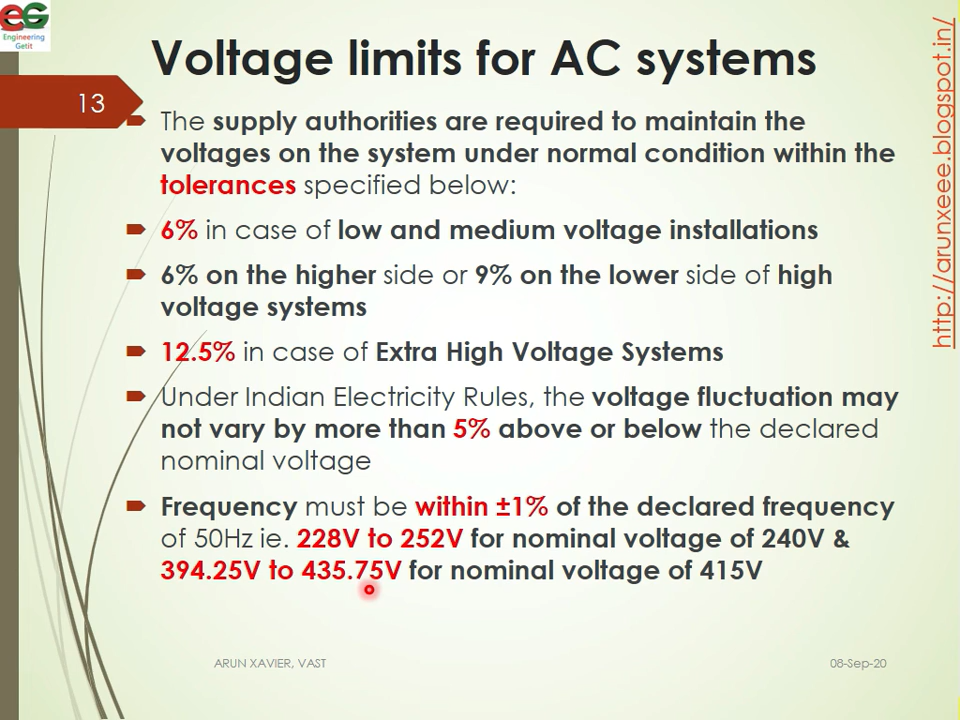 EG
Engineering
Getit
Voltage limits for AC systems
13
The supply authorities are required to maintain the
voltages on the system under normal condition within the
tolerances specified below:
6% in case of low and medium voltage installations
6% on the higher side or 9% on the lower side of high
voltage systems
12.5% in case of Extra High Voltage Systems
Under Indian Electricity Rules, the voltage fluctuation may
not vary by more than 5% above or below the declared
nominal voltage
Frequency must be within ±1% of the declared frequency
of 50Hz ie. 228V to 252V for nominal voltage of 240V &
394.25V to 435.75V for nominal voltage of 415V
ARUN XAVIER, VAST
08-Sep-20
http://arunxeee.blogspot.in/